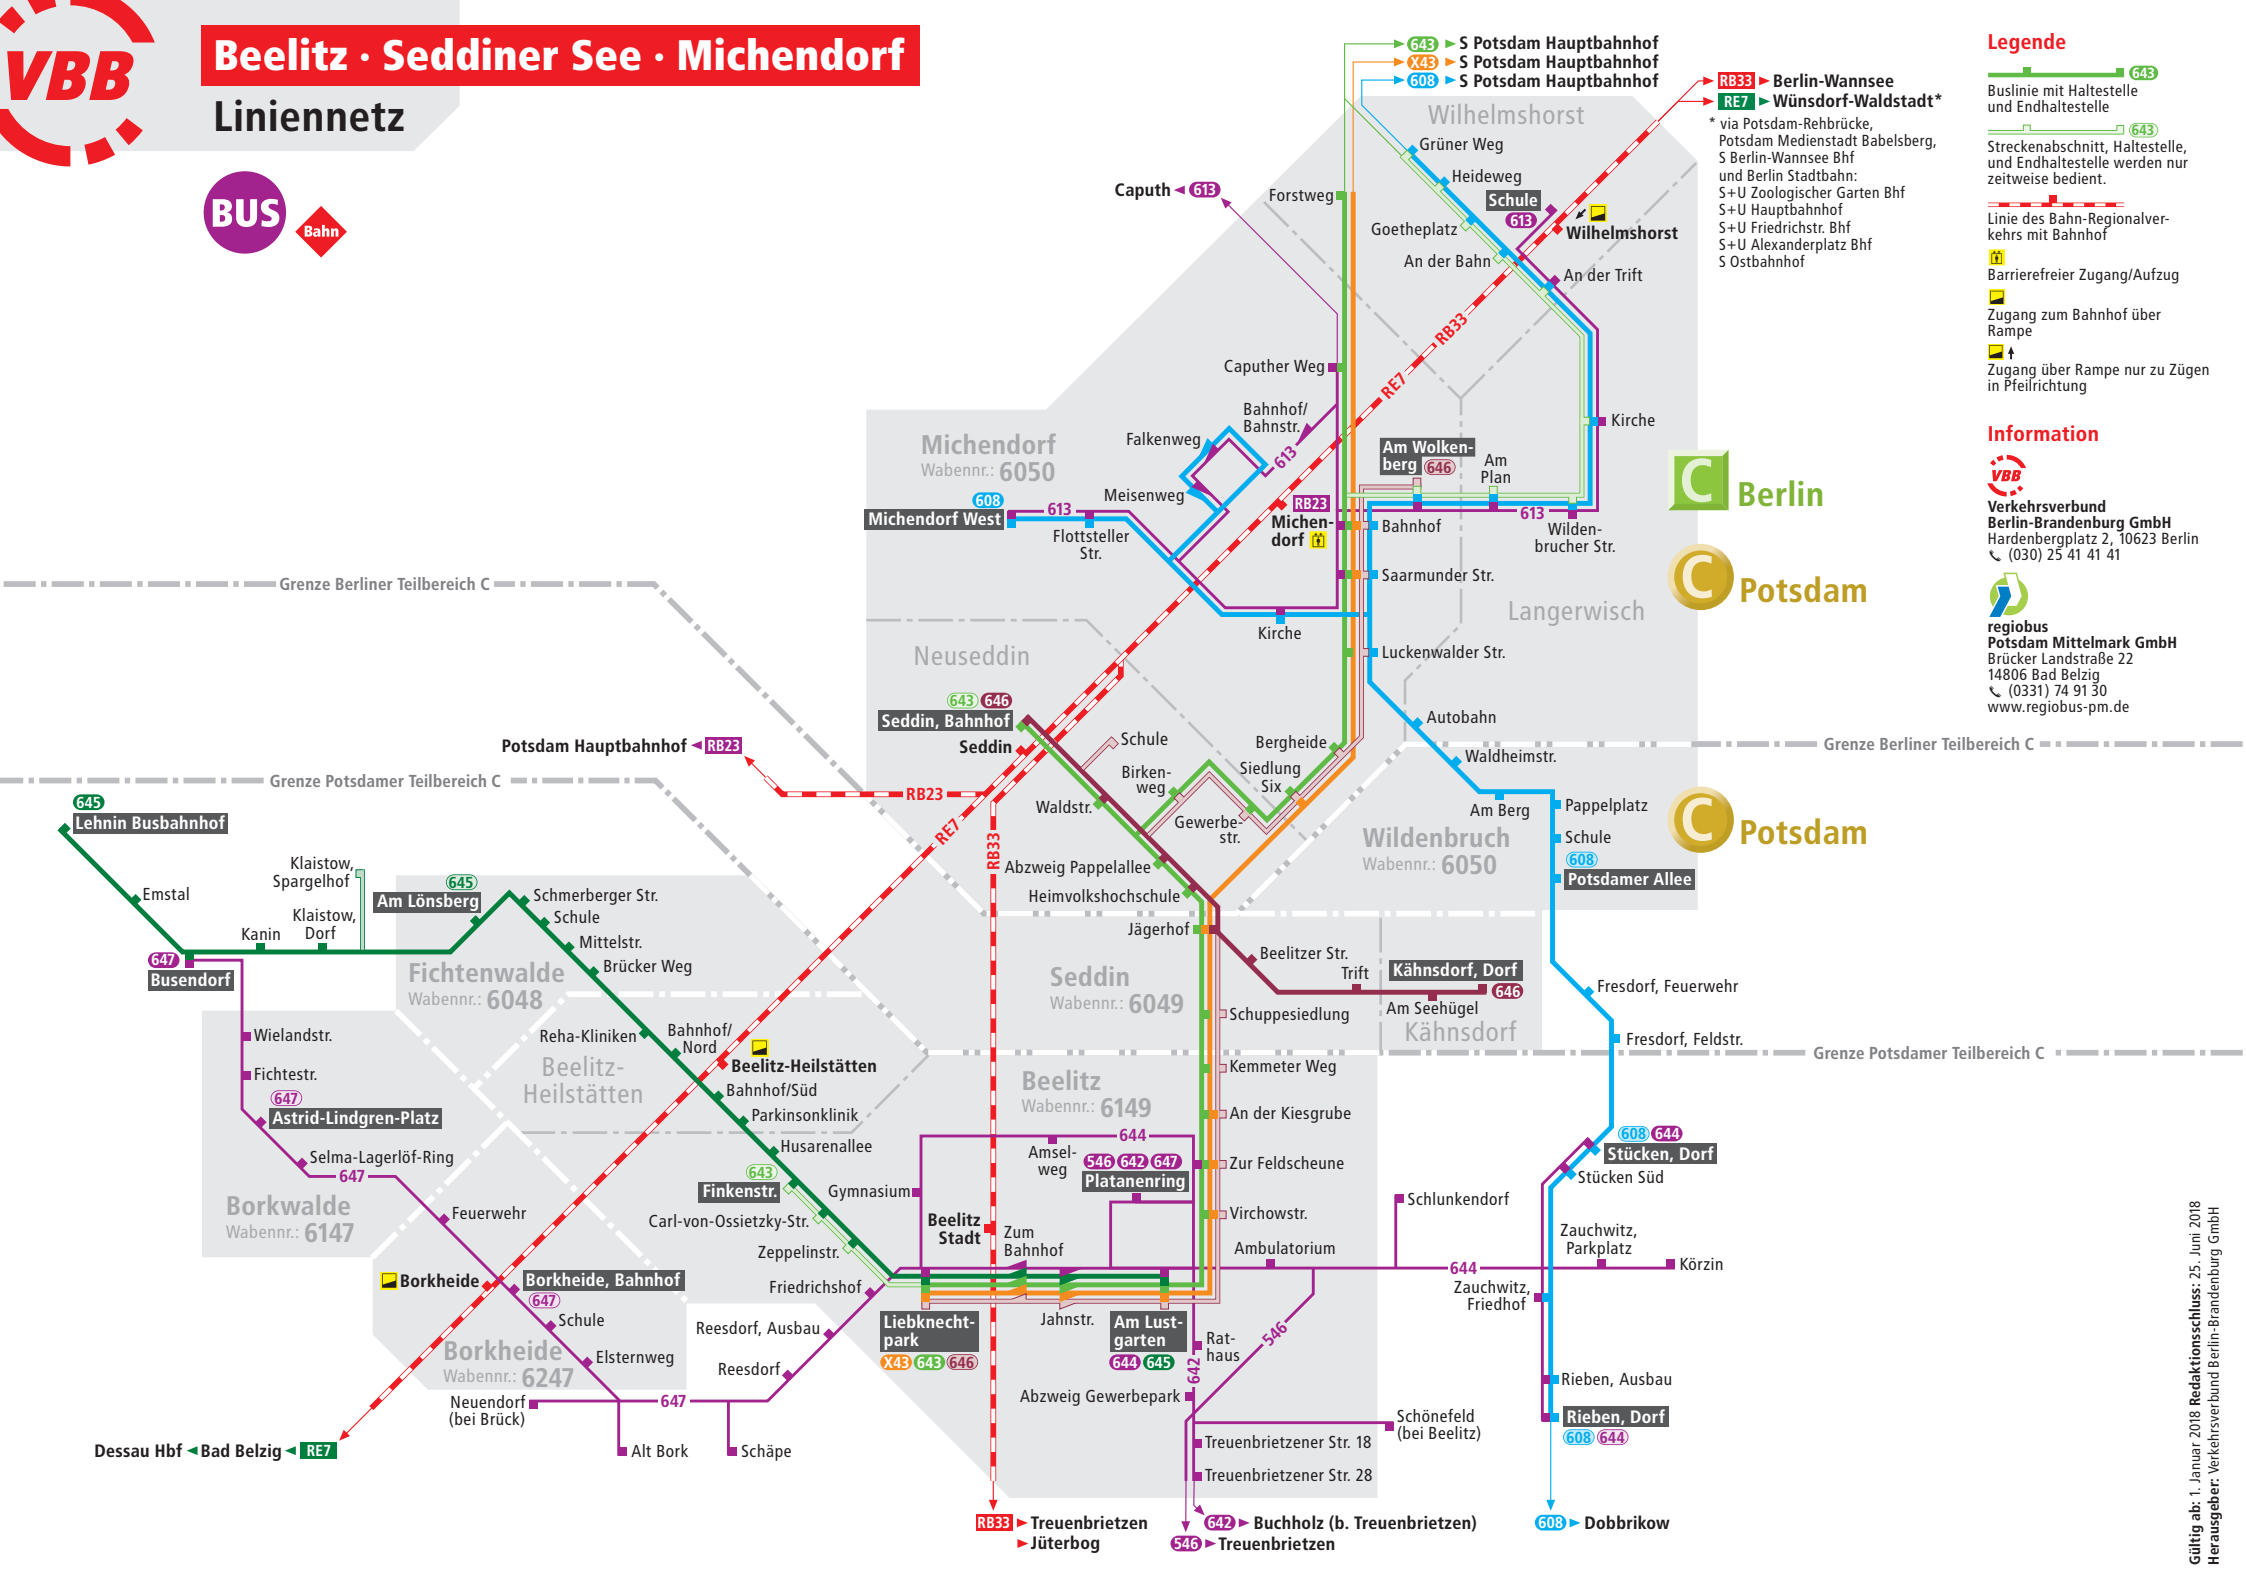 VBB
Beelitz · Seddiner See · Michendorf
Liniennetz
BUS
Bahn
643 S Potsdam Hauptbahnhof
X43 S Potsdam Hauptbahnhof
608 S Potsdam Hauptbahnhof
RB33 Berlin-Wannsee
RE7 Wünsdorf-Waldstadt*
* via Potsdam-Rehbrücke,
Potsdam Medienstadt Babelsberg,
S Berlin-Wannsee Bhf
und Berlin Stadtbahn:
S+U Zoologischer Garten Bhf
S+U Hauptbahnhof
S+U Friedrichstr. Bhf
S+U Alexanderplatz Bhf
S Ostbahnhof
Legende
643
Buslinie mit Haltestelle
und Endhaltestelle
643
Streckenabschnitt, Haltestelle,
und Endhaltestelle werden nur
zeitweise bedient.
Linie des Bahn-Regionalver-
kehrs mit Bahnhof
Barrierefreier Zugang/Aufzug
Zugang zum Bahnhof über
Rampe
Zugang über Rampe nur zu Zügen
in Pfeilrichtung
Information
VBB
Verkehrsverbund
Berlin-Brandenburg GmbH
Hardenbergplatz 2, 10623 Berlin
(030) 25 41 41 41
regiobus
Potsdam Mittelmark GmbH
Brücker Landstraße 22
14806 Bad Belzig
(0331) 74 91 30
www.regiobus-pm.de
Wilhelmshorst
Grüner Weg
Heideweg
Schule
613
Caputh 613
Forstweg
Goetheplatz
Wilhelmshorst
An der Bahn
An der Trift
RB33
RE7
Caputher Weg
Bahnhof/
Bahnstr.
Kirche
Michendorf
Wabennr.: 6050
Falkenweg
613
Am Wolken-
berg 646
Am
Plan
Meisenweg
608
Michendorf West
613
Flottsteller
Str.
RB23
Michen-
dorf
Bahnhof
613
Wilden-
brucher Str.
C Berlin
C Potsdam
Saarmunder Str.
Langerwisch
Kirche
Grenze Berliner Teilbereich C
Neuseddin
Luckenwalder Str.
643 646
Seddin, Bahnhof
Seddin
Schule
Bergheide
Autobahn
Grenze Berliner Teilbereich C
Potsdam Hauptbahnhof RB23
Waldheimstr.
Birken-
weg
Siedlung
Six
Grenze Potsdamer Teilbereich C
RB23
Waldstr.
Gewerbe-
str.
Am Berg
Pappelplatz
Schule
Wildenbruch
Wabennr.: 6050
608
Potsdamer Allee
C Potsdam
645
Lehnin Busbahnhof
RE7
RB33
Abzweig Pappelallee
Heimvolkshochschule
Emstal
Klaistow,
Spargelhof
645
Am Lönsberg
Schmerberger Str.
Klaistow,
Dorf
Schule
Kanin
Mittelstr.
Brücker Weg
647
Busendorf
Fichtenwalde
Wabennr.: 6048
Jägerhof
Beelitzer Str.
Trift
Kähnsdorf, Dorf
646
Am Seehügel
Kähnsdorf
Seddin
Wabennr.: 6049
Schuppesiedlung
Fresdorf, Feuerwehr
Fresdorf, Feldstr.
Grenze Potsdamer Teilbereich C
Wielandstr.
Fichtestr.
647
Astrid-Lindgren-Platz
Selma-Lagerlöf-Ring
647
Reha-Kliniken
Bahnhof/
Nord
Beelitz-
Heilstätten
Beelitz-Heilstätten
Bahnhof/Süd
Parkinsonklinik
Husarenallee
Beelitz
Wabennr.: 6149
Kemmeter Weg
An der Kiesgrube
644
Amsel-
weg
546 642 647
Platanenring
Zur Feldscheune
608 644
Stücken, Dorf
Stücken Süd
643
Finkenstr.
Gymnasium
Carl-von-Ossietzky-Str.
Beelitz
Stadt
Zum
Bahnhof
Virchowstr.
Schlunkendorf
Zeppelinstr.
Ambulatorium
Zauchwitz,
Parkplatz
644
Körzin
Borkwalde
Wabennr.: 6147
Feuerwehr
Borkheide
Borkheide, Bahnhof
647
Friedrichshof
Zauchwitz,
Friedhof
Schule
Reesdorf, Ausbau
Liebknecht-
park
X43 643 646
Jahnstr.
Am Lust-
garten
644 645
Rat-
haus
546
642
Borkheide
Wabennr.: 6247
Elsternweg
Reesdorf
Abzweig Gewerbepark
Rieben, Ausbau
Rieben, Dorf
608 644
Neuendorf
(bei Brück)
647
Schönefeld
(bei Beelitz)
Treuenbrietzener Str. 18
Treuenbrietzener Str. 28
Alt Bork
Schäpe
Dessau Hbf Bad Belzig RE7
RB33 Treuenbrietzen
Jüterbog
642 Buchholz (b. Treuenbrietzen)
546 Treuenbrietzen
608 Dobbrikow
Gültig ab: 1. Januar 2018 Redaktionsschluss: 25. Juni 2018
Herausgeber: Verkehrsverbund Berlin-Brandenburg GmbH